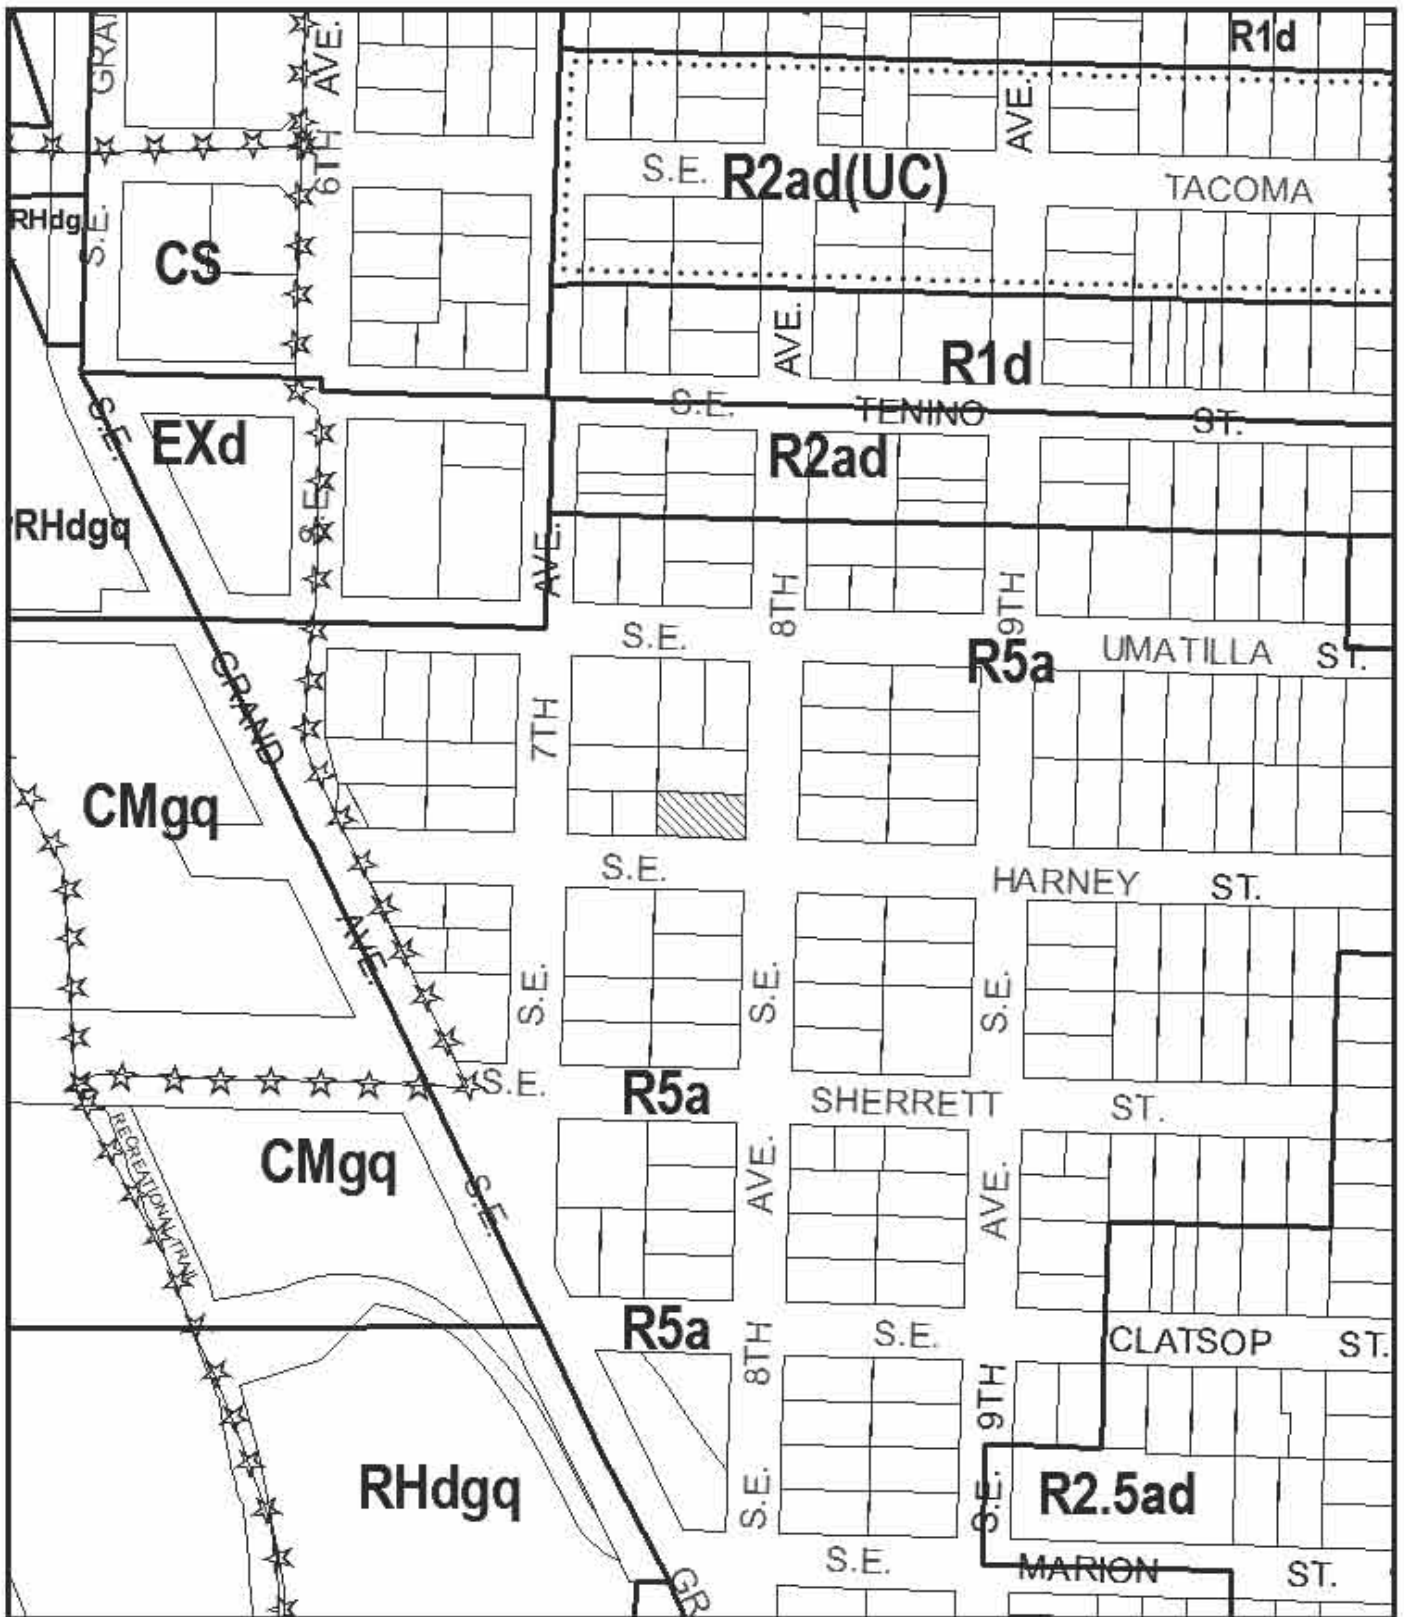 R1d
GRA
AVE.
6TH
AVE.
S.E.
R2ad(UC)
TACOMA
RHdg
S.E.
CS
AVE.
R1d
S.E.
TENINO
ST.
S.E.
EXd
R2ad
S.E.
RHdgq
AVE.
8TH
9TH
S.E.
UMATILLA
ST.
R5a
GRAND
7TH
CMgq
S.E.
HARNEY
ST.
AVE.
S.E.
S.E.
S.E.
S.E.
R5a
SHERRETT
ST.
RECREATIONAL TRAIL
CMgq
S.E.
AVE.
AVE.
R5a
8TH
S.E.
CLATSOP
ST.
9TH
RHdgq
S.E.
S.E.
R2.5ad
S.E.
MARION
ST.
GR